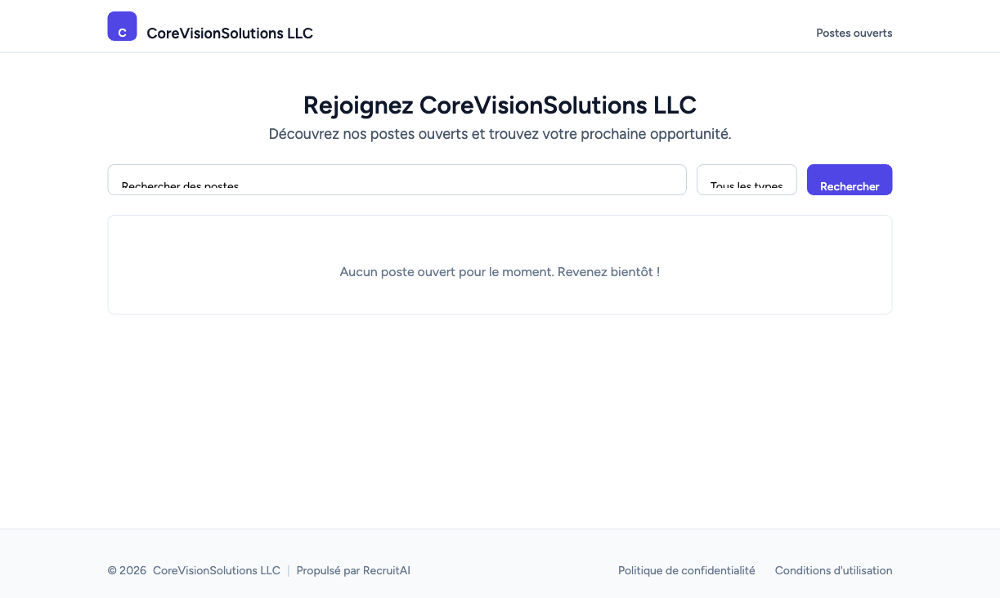 C CoreVisionSolutions LLC Postes ouverts
Rejoignez CoreVisionSolutions LLC
Découvrez nos postes ouverts et trouvez votre prochaine opportunité.
Rechercher des postes Tous les types Rechercher
Aucun poste ouvert pour le moment. Revenez bientôt !
© 2026 CoreVisionSolutions LLC | Propulsé par RecruitAI Politique de confidentialité Conditions d'utilisation